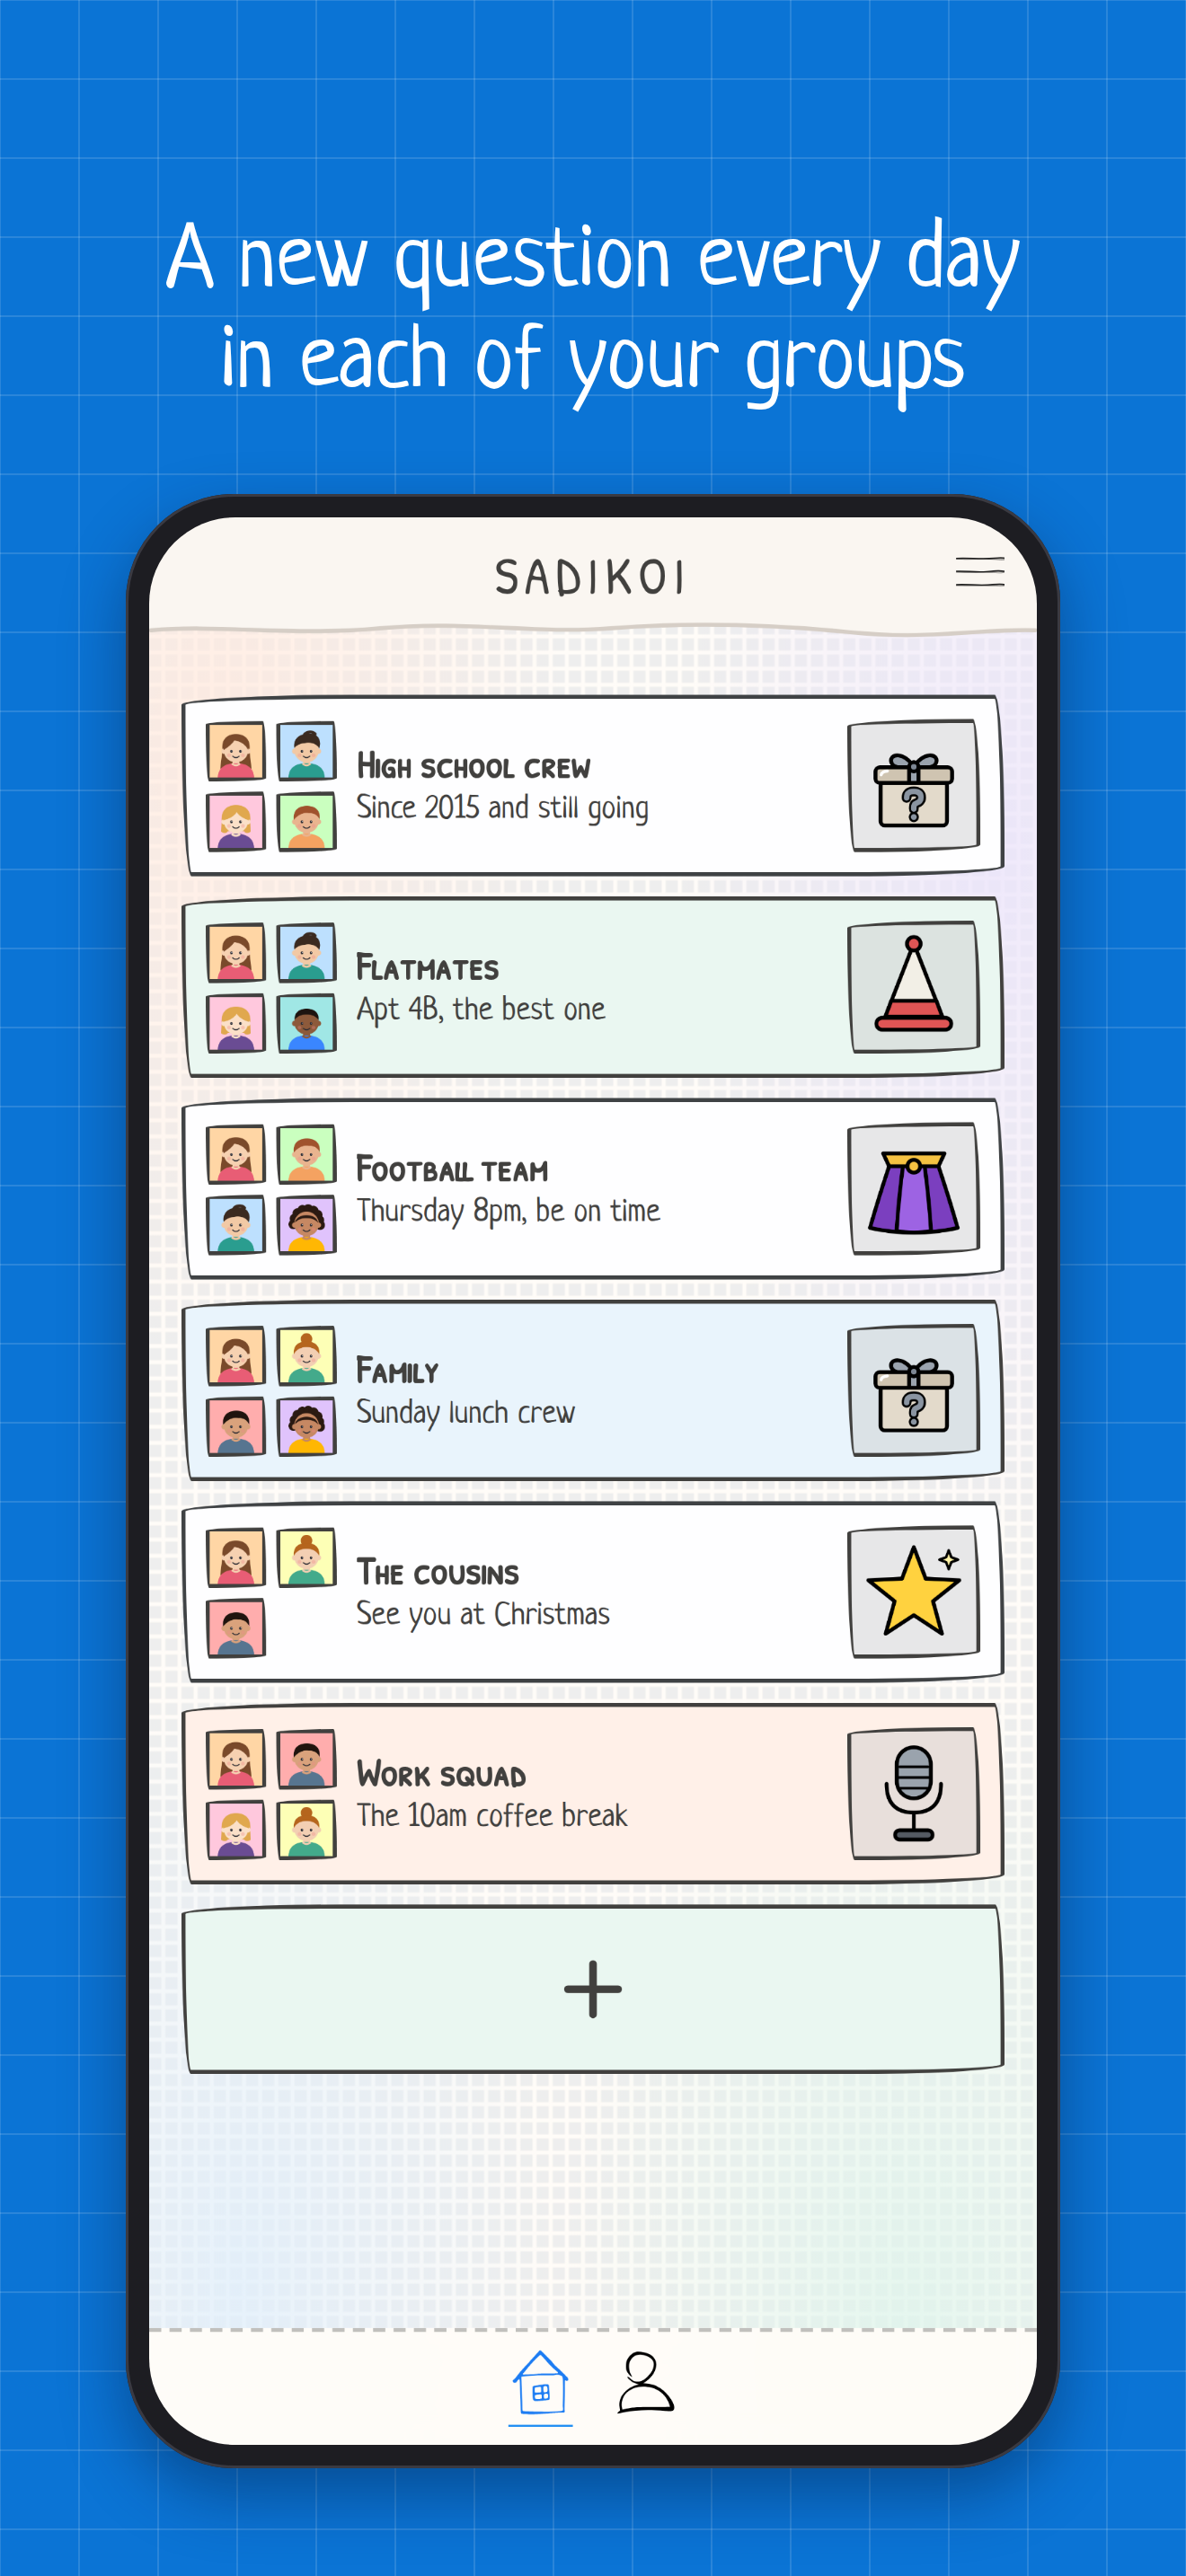 A new question every day
in each of your groups
SADIKOI
High school crew
Since 2015 and still going
?
Flatmates
Apt 4B, the best one
Football team
Thursday 8pm, be on time
Family
Sunday lunch crew
?
The cousins
See you at Christmas
Work squad
The 10am coffee break